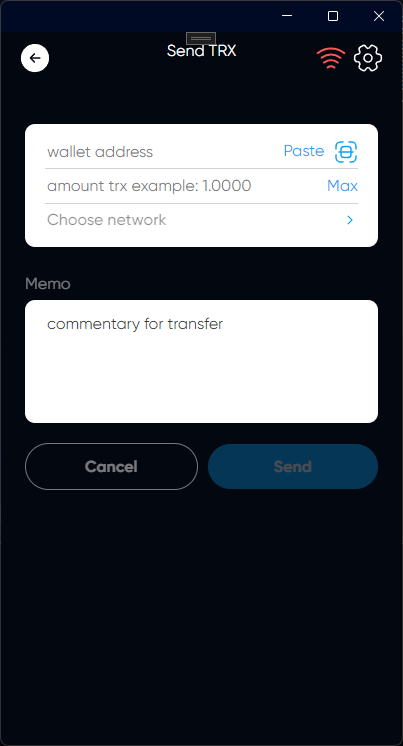 Send TRX
wallet address Paste
amount trx example: 1.0000 Max
Choose network
Memo
commentary for transfer
Cancel Send